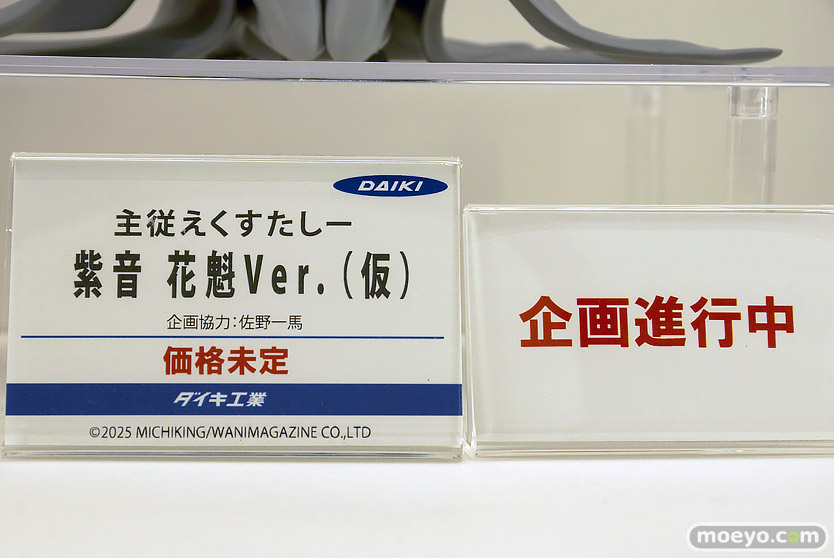 DAIKI
主従えくすたしー
紫音 花魁Ver.(仮)
企画協力:佐野一馬
価格未定
ダイキ工業
©2025 MICHIKING/WANIMAGAZINE CO.,LTD
企画進行中
moeyo.com